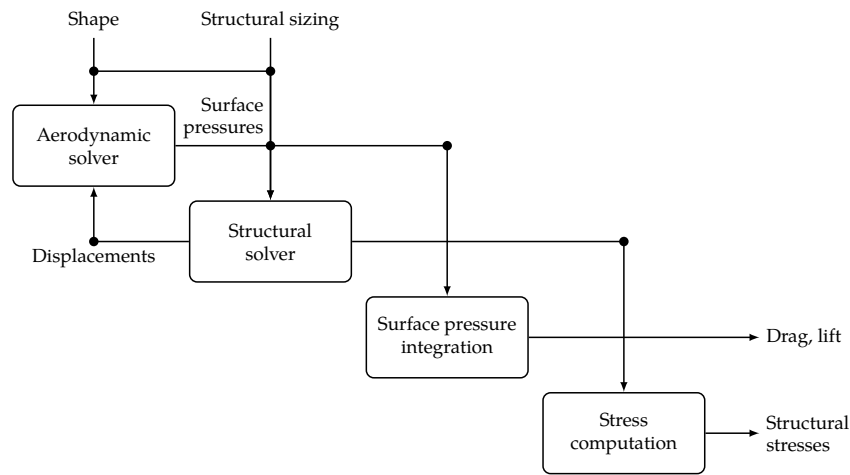 Shape
Structural sizing
Surface
pressures
Aerodynamic
solver
Structural
solver
Displacements
Surface pressure
integration
Drag, lift
Stress
computation
Structural
stresses